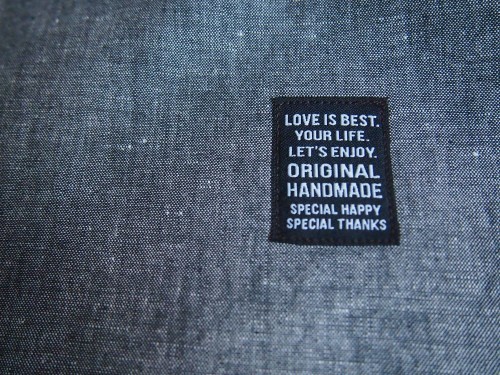 LOVE IS BEST.
YOUR LIFE.
LET'S ENJOY.
ORIGINAL
HANDMADE
SPECIAL HAPPY
SPECIAL THANKS